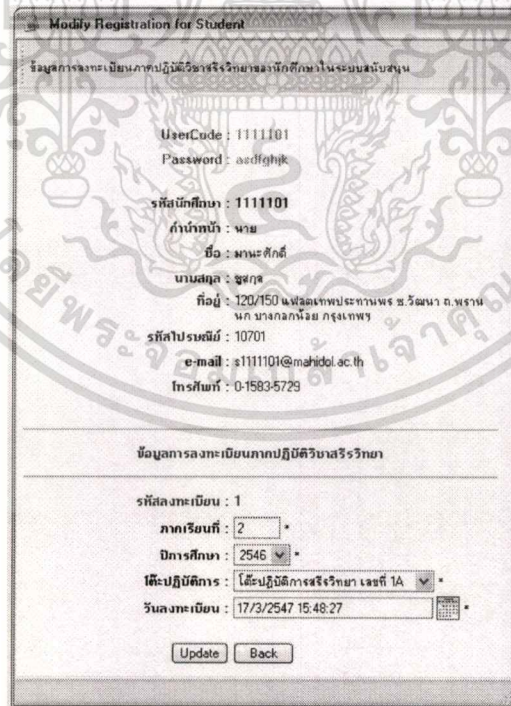 Modify Registration for Student
ข้อมูลการลงทะเบียนภาคปฏิบัติวิชาสรีรวิทยาของนักศึกษาในระบบสนับสนุน
UserCode : 1111101
Password : asdfghjk
รหัสนักศึกษา : 1111101
คำนำหน้า : นาย
ชื่อ : มานะศักดิ์
นามสกุล : ชูสกุล
ที่อยู่ : 120/150 แฟลตเทพประทานพร ซ.วัฒนา ถ.พราน
นก บางกอกน้อย กรุงเทพฯ
รหัสไปรษณีย์ : 10701
e-mail : s1111101@mahidol.ac.th
โทรศัพท์ : 0-1583-5729
ข้อมูลการลงทะเบียนภาคปฏิบัติวิชาสรีรวิทยา
รหัสลงทะเบียน : 1
ภาคเรียนที่ : 2 *
ปีการศึกษา : 2546 *
โต๊ะปฏิบัติการ : โต๊ะปฏิบัติการสรีรวิทยา เลขที่ 1A *
วันลงทะเบียน : 17/3/2547 15:48:27 *
Update Back